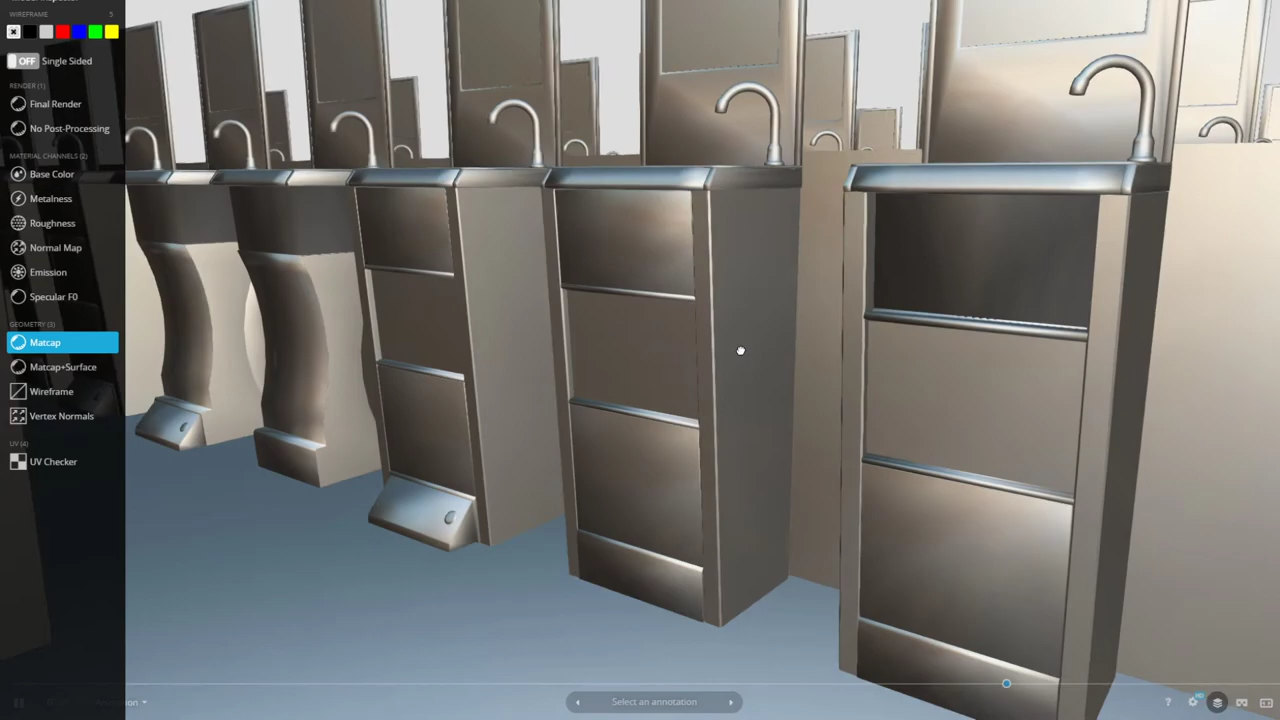 WIREFRAME
OFF Single Sided
RENDER (1)
Final Render
No Post-Processing
MATERIAL CHANNELS (2)
Base Color
Metalness
Roughness
Normal Map
Emission
Specular F0
GEOMETRY (3)
Matcap
Matcap+Surface
Wireframe
Vertex Normals
UV (4)
UV Checker
Select an annotation
? HD